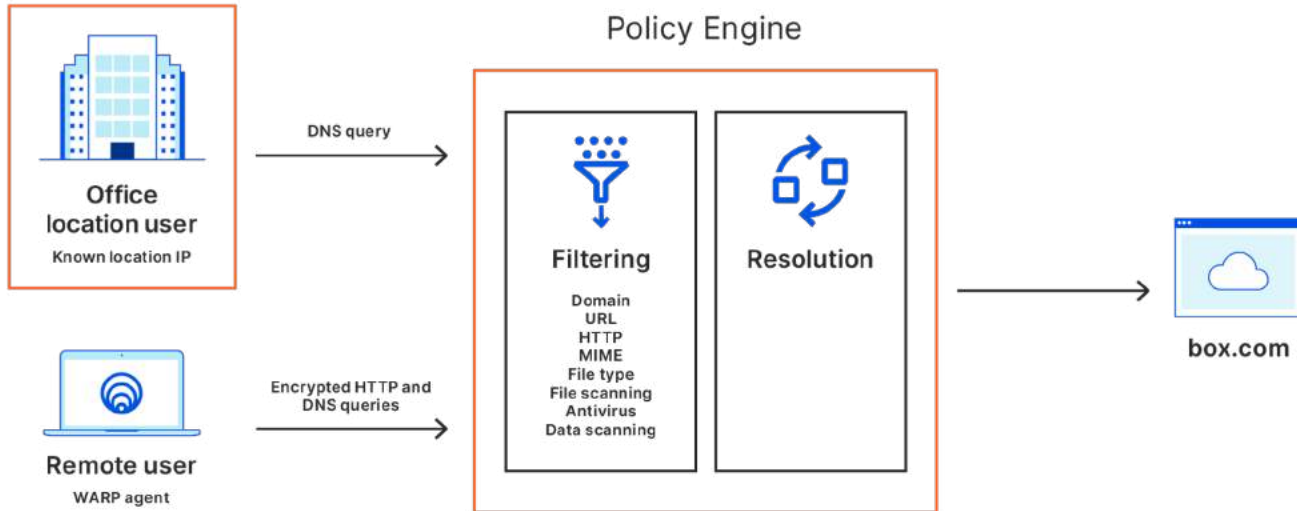 Policy Engine
Office
location user
Known location IP
DNS query
Remote user
WARP agent
Encrypted HTTP and
DNS queries
Filtering
Domain
URL
HTTP
MIME
File type
File scanning
Antivirus
Data scanning
Resolution
box.com